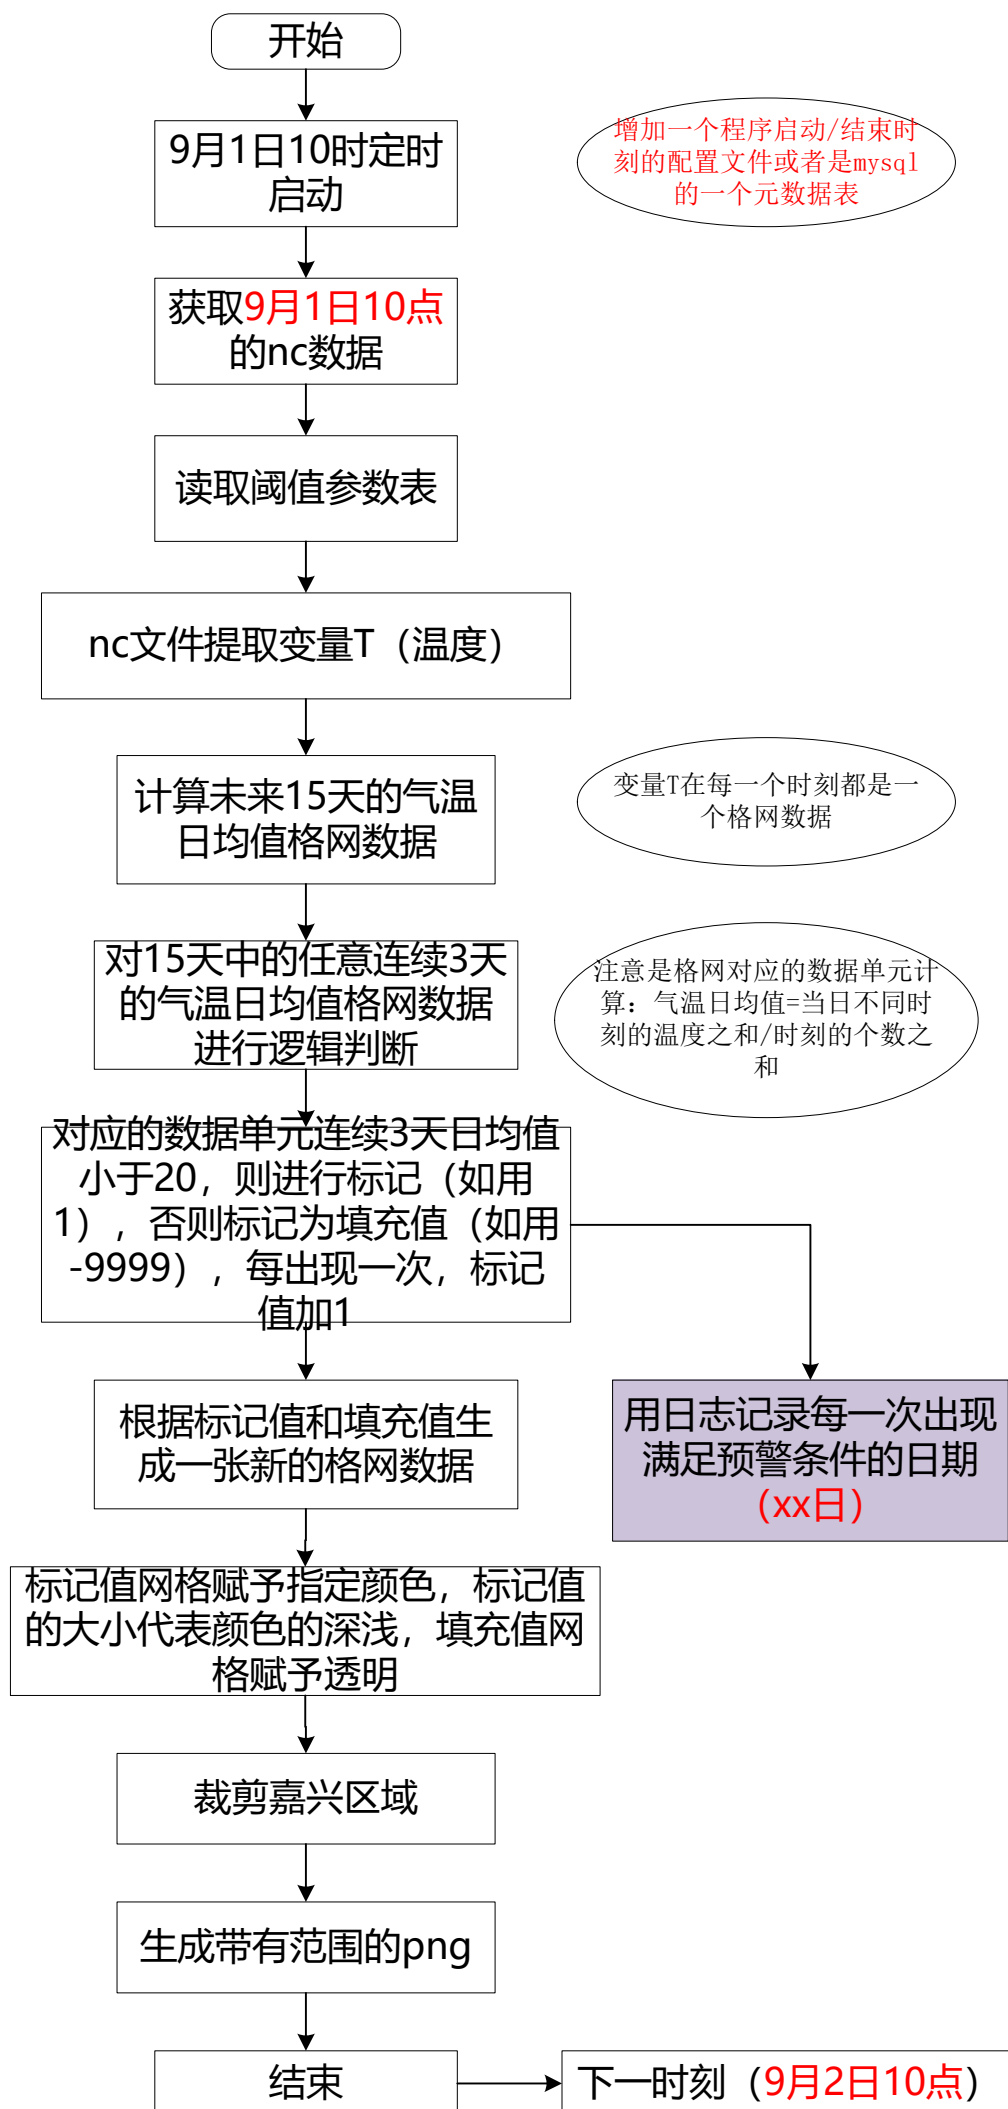 开始
9月1日10时定时
启动
增加一个程序启动/结束时
刻的配置文件或者是mysql
的一个元数据表
获取9月1日10点
的nc数据
读取阈值参数表
nc文件提取变量T（温度）
计算未来15天的气温
日均值格网数据
变量T在每一个时刻都是一
个格网数据
对15天中的任意连续3天
的气温日均值格网数据
进行逻辑判断
注意是格网对应的数据单元计
算：气温日均值=当日不同时
刻的温度之和/时刻的个数之
和
对应的数据单元连续3天日均值
小于20，则进行标记（如用
1），否则标记为填充值（如用
-9999），每出现一次，标记
值加1
根据标记值和填充值生
成一张新的格网数据
用日志记录每一次出现
满足预警条件的日期
（xx日）
标记值网格赋予指定颜色，标记值
的大小代表颜色的深浅，填充值网
格赋予透明
裁剪嘉兴区域
生成带有范围的png
结束
下一时刻（9月2日10点）